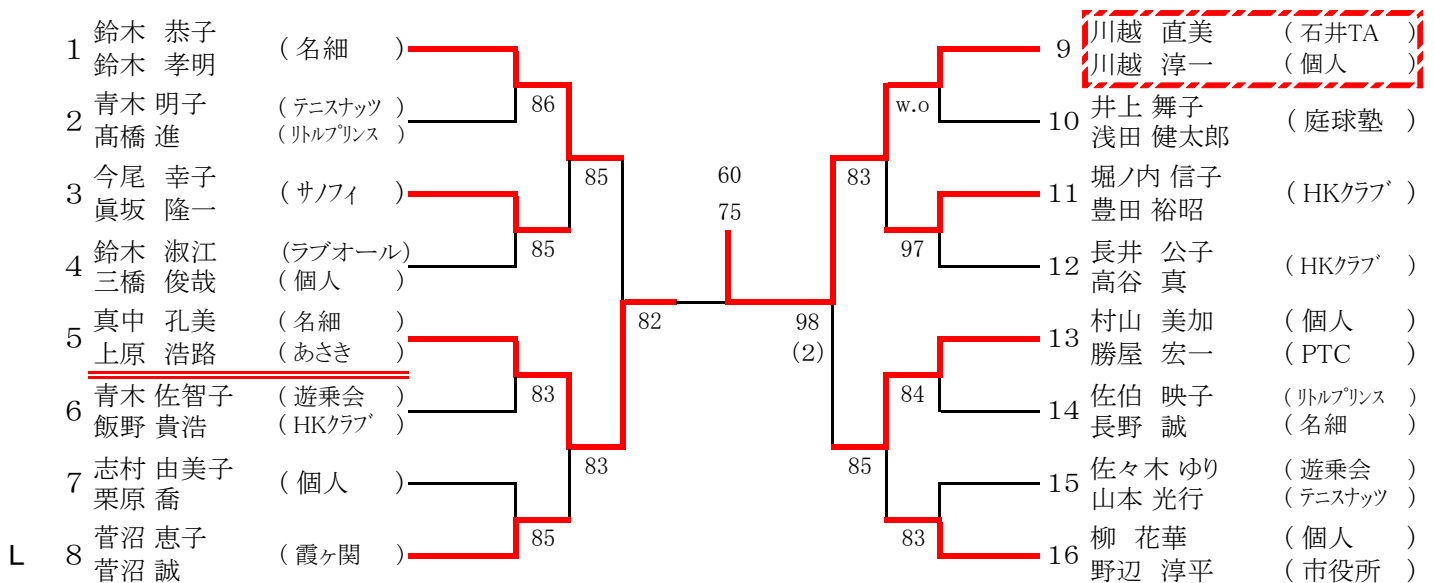 1 鈴木 恭子 ( 名細 )
鈴木 孝明
2 青木 明子 ( テニスナッツ )
髙橋 進 ( リトルプリンス )
86
3 今尾 幸子 ( サノフィ )
眞坂 隆一
85
4 鈴木 淑江 (ラブオール)
三橋 俊哉 ( 個人 )
85
5 真中 孔美 ( 名細 )
上原 浩路 ( あさき )
82
6 青木 佐智子 ( 遊乗会 )
飯野 貴浩 ( HKクラブ )
83
7 志村 由美子 ( 個人 )
栗原 喬
83
L 8 菅沼 恵子 ( 霞ヶ関 )
菅沼 誠
85
60
75
9 川越 直美 ( 石井TA )
川越 淳一 ( 個人 )
w.o
10 井上 舞子 ( 庭球塾 )
浅田 健太郎
83
11 堀ノ内 信子 ( HKクラブ )
豊田 裕昭
97
12 長井 公子 ( HKクラブ )
高谷 真
98
(2)
13 村山 美加 ( 個人 )
勝屋 宏一 ( PTC )
84
14 佐伯 映子 ( リトルプリンス )
長野 誠 ( 名細 )
85
15 佐々木 ゆり ( 遊乗会 )
山本 光行 ( テニスナッツ )
83
16 柳 花華 ( 個人 )
野辺 淳平 ( 市役所 )